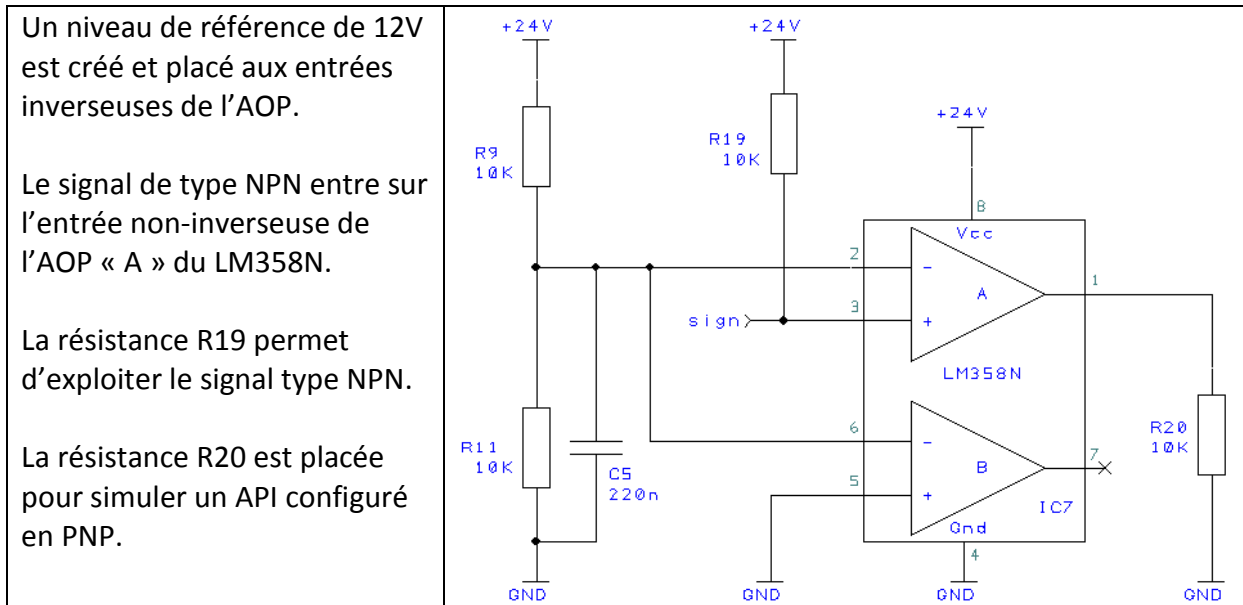 Un niveau de référence de 12V
est créé et placé aux entrées
inverseuses de l’AOP.
Le signal de type NPN entre sur
l’entrée non-inverseuse de
l’AOP « A » du LM358N.
La résistance R19 permet
d’exploiter le signal type NPN.
La résistance R20 est placée
pour simuler un API configuré
en PNP.
+24V
+24V
+24V
R9
10K
R19
10K
8
Vcc
2
-
A
1
3
+
sign
LM358N
R11
10K
C5
220n
6
-
B
7
5
+
IC7
Gnd
4
R20
10K
GND
GND
GND
GND